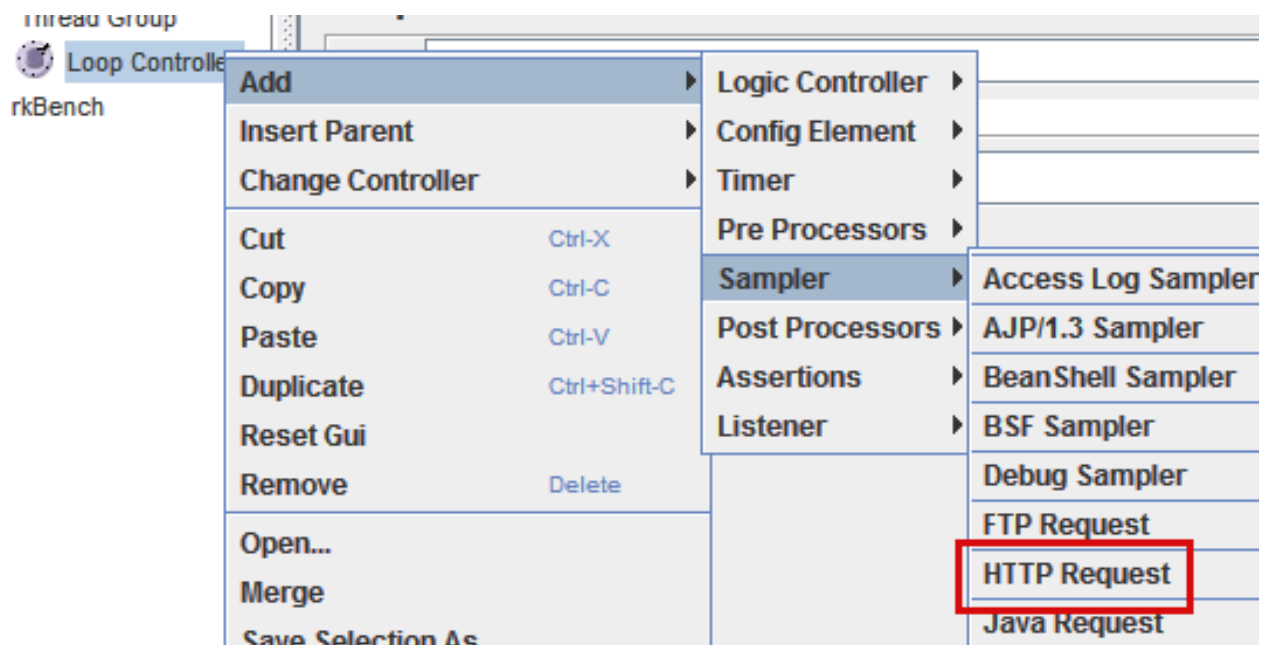 Thread Group
Loop Controlle
rkBench
Add
Insert Parent
Change Controller
Cut Ctrl-X
Copy Ctrl-C
Paste Ctrl-V
Duplicate Ctrl+Shift-C
Reset Gui
Remove Delete
Open...
Merge
Save Selection As
Logic Controller
Config Element
Timer
Pre Processors
Sampler
Post Processors
Assertions
Listener
Access Log Sampler
AJP/1.3 Sampler
BeanShell Sampler
BSF Sampler
Debug Sampler
FTP Request
HTTP Request
Java Request